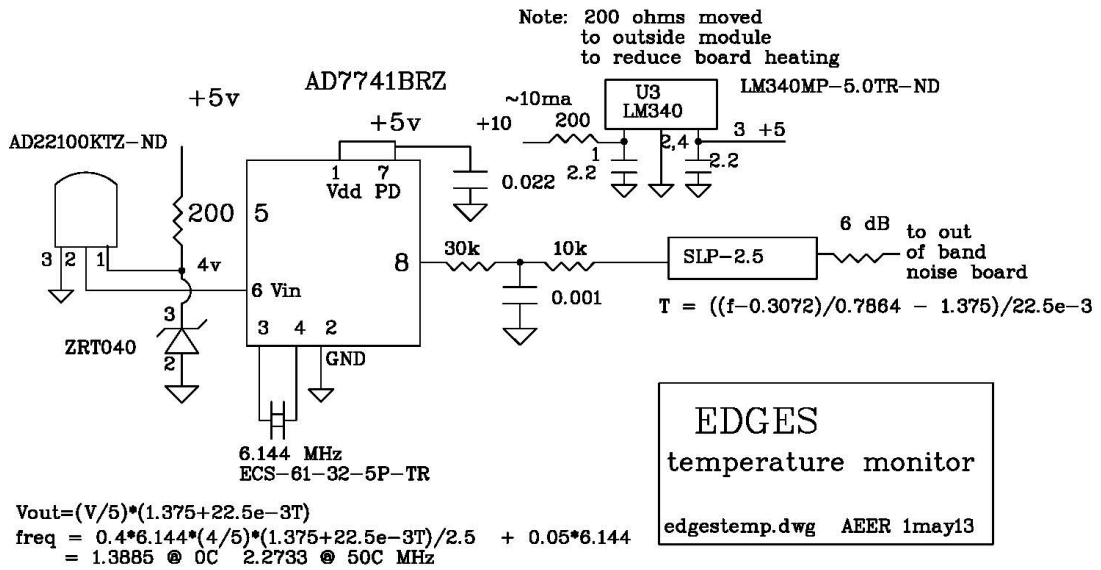 Note: 200 ohms moved
to outside module
to reduce board heating
+5v
AD7741BRZ
U3
LM340
LM340MP-5.0TR-ND
~10ma
+10
200
1
2,4
3 +5
2.2
2.2
AD22100KTZ-ND
+5v
1 7
Vdd PD
0.022
200
5
3 2 1
4v
8
30k
10k
SLP-2.5
6 dB
to out
of band
noise board
6 Vin
0.001
T = ((f-0.3072)/0.7864 - 1.375)/22.5e-3
3
ZRT040
2
3 4 2
GND
6.144 MHz
ECS-61-32-5P-TR
EDGES
temperature monitor
edgestemp.dwg AEER 1may13
Vout=(V/5)*(1.375+22.5e-3T)
freq = 0.4*6.144*(4/5)*(1.375+22.5e-3T)/2.5 + 0.05*6.144
= 1.3885 @ 0C 2.2733 @ 50C MHz